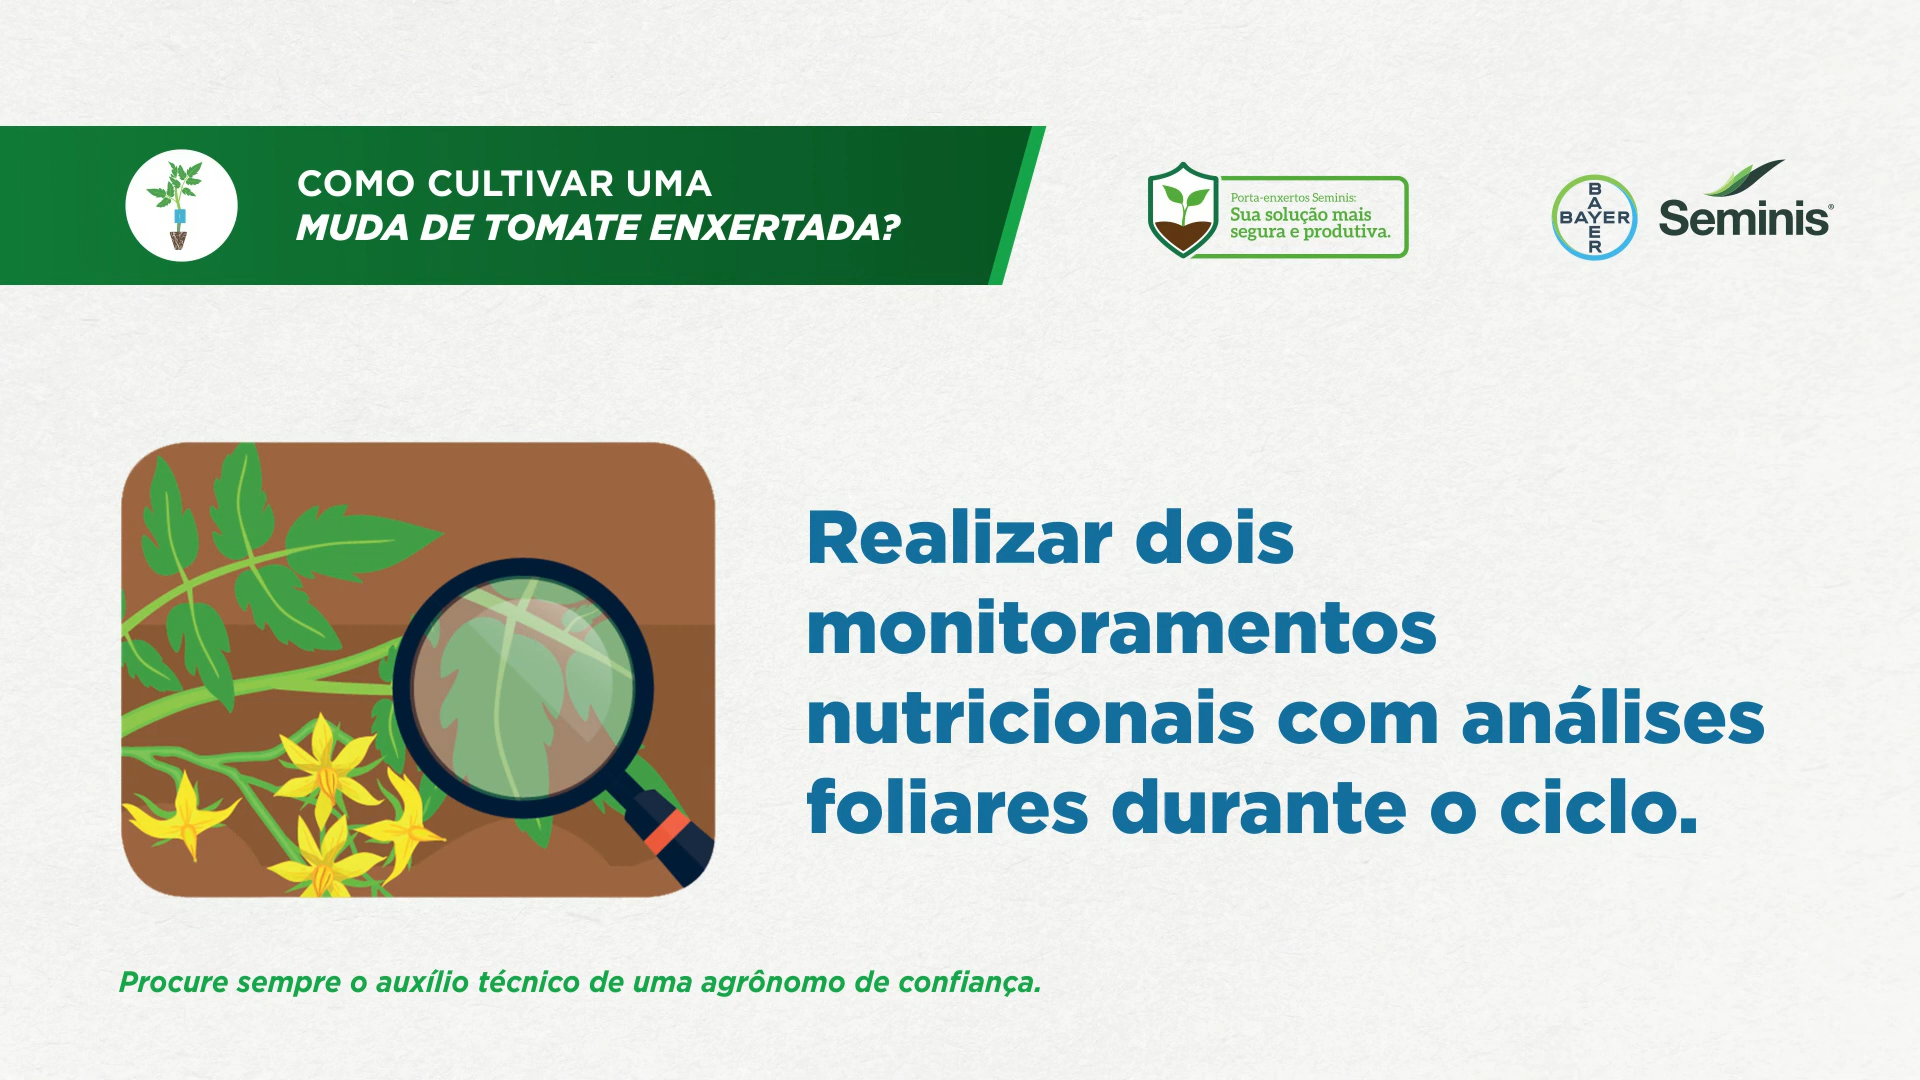 COMO CULTIVAR UMA
MUDA DE TOMATE ENXERTADA?
Porta-enxertos Seminis:
Sua solução mais
segura e produtiva.
BAYER
BAYER
Seminis®
Realizar dois
monitoramentos
nutricionais com análises
foliares durante o ciclo.
Procure sempre o auxílio técnico de uma agrônomo de confiança.